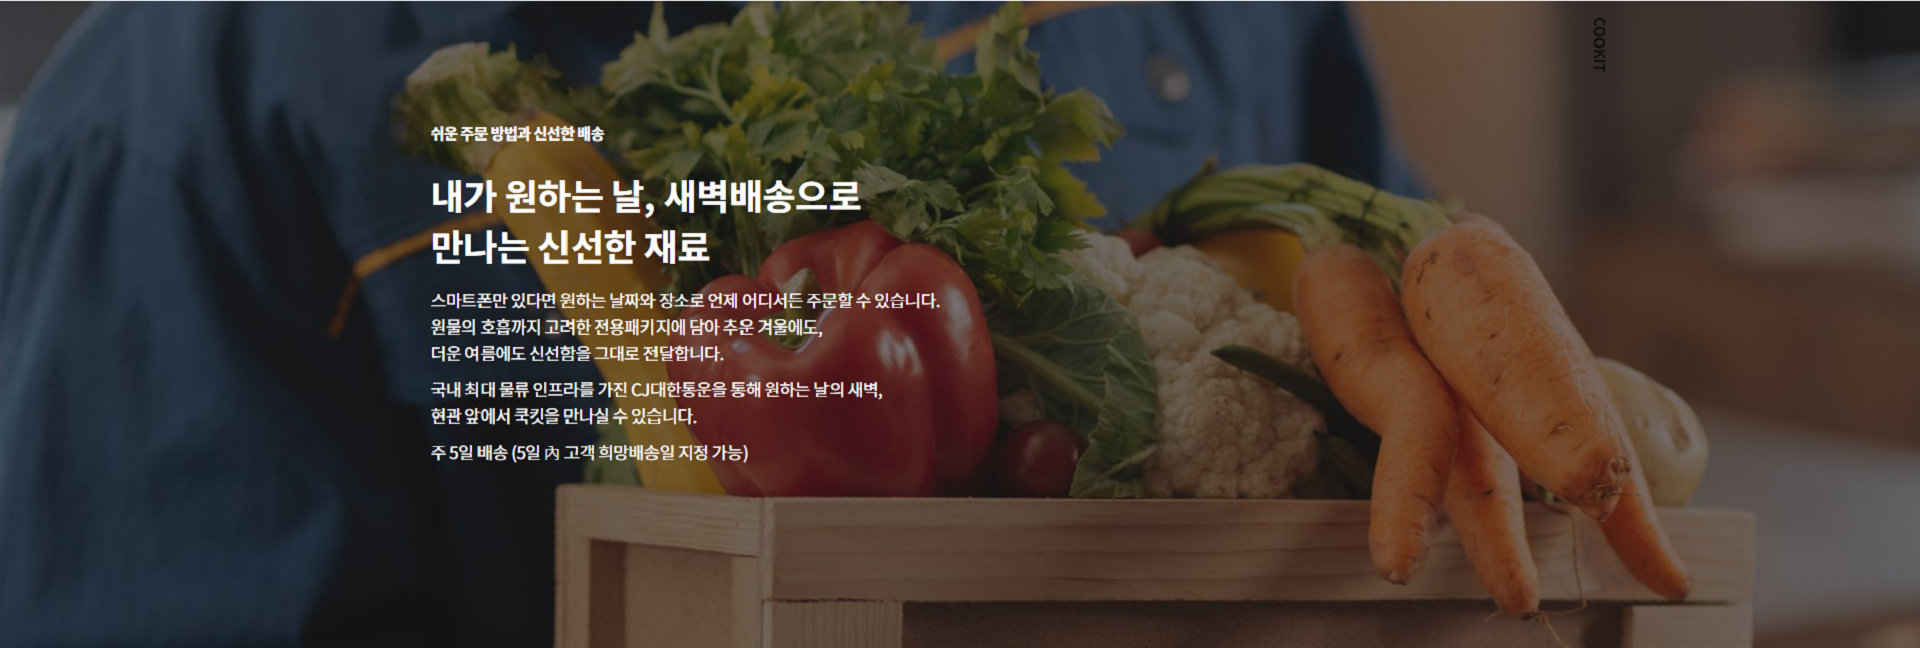 COOKIT
쉬운 주문 방법과 신선한 배송
내가 원하는 날, 새벽배송으로
만나는 신선한 재료
스마트폰만 있다면 원하는 날짜와 장소로 언제 어디서든 주문할 수 있습니다.
원물의 호흡까지 고려한 전용패키지에 담아 추운 겨울에도,
더운 여름에도 신선함을 그대로 전달합니다.
국내 최대 물류 인프라를 가진 CJ대한통운을 통해 원하는 날의 새벽,
현관 앞에서 쿡킷을 만나실 수 있습니다.
주 5일 배송 (5일 內 고객 희망배송일 지정 가능)